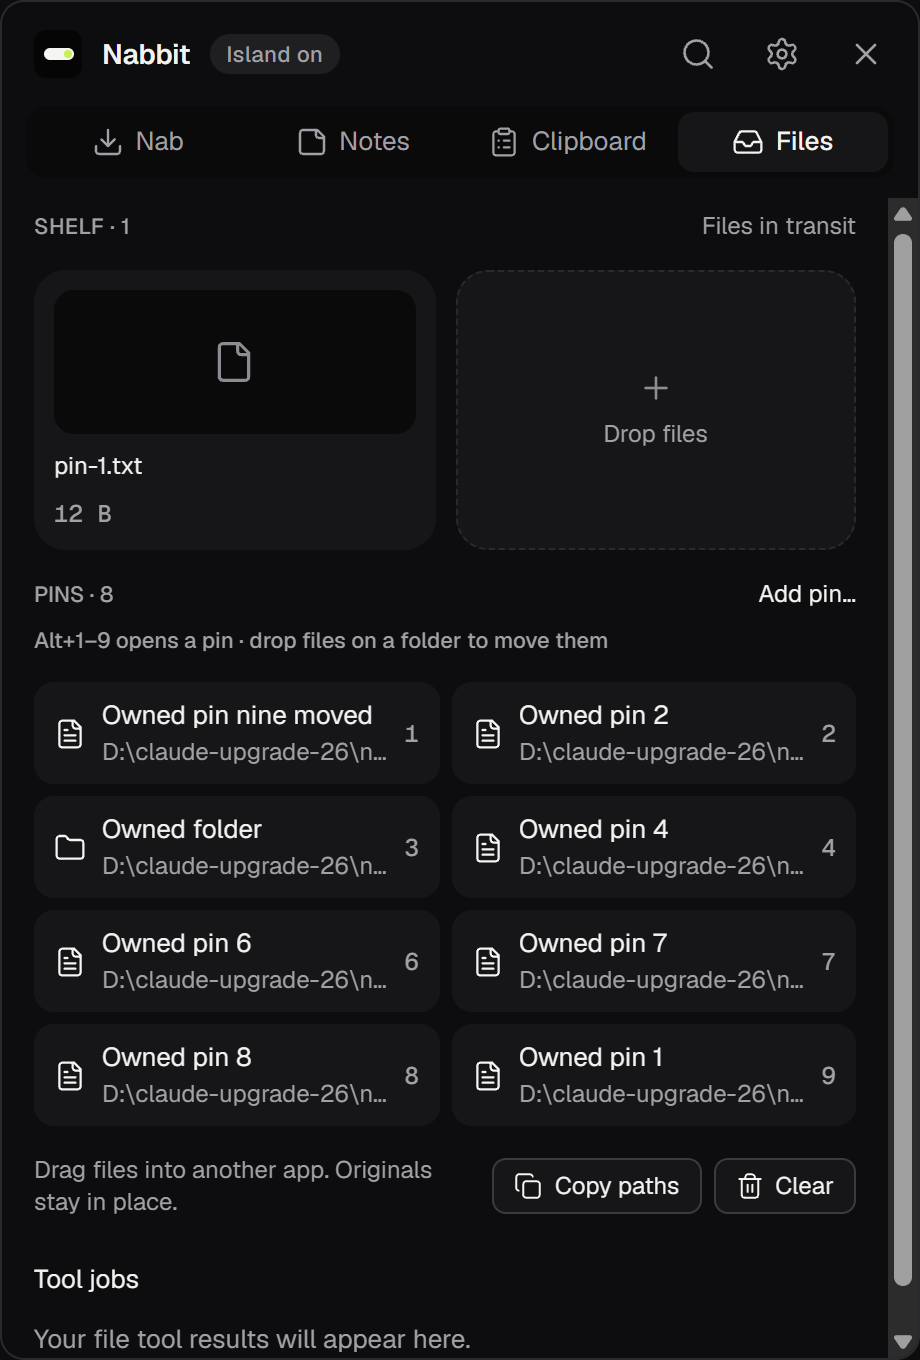 Nabbit
Island on
Nab
Notes
Clipboard
Files
SHELF · 1
Files in transit
pin-1.txt
12 B
Drop files
PINS · 8
Add pin…
Alt+1–9 opens a pin · drop files on a folder to move them
Owned pin nine moved
D:\claude-upgrade-26\n…
1
Owned pin 2
D:\claude-upgrade-26\n…
2
Owned folder
D:\claude-upgrade-26\n…
3
Owned pin 4
D:\claude-upgrade-26\n…
4
Owned pin 6
D:\claude-upgrade-26\n…
6
Owned pin 7
D:\claude-upgrade-26\n…
7
Owned pin 8
D:\claude-upgrade-26\n…
8
Owned pin 1
D:\claude-upgrade-26\n…
9
Drag files into another app. Originals
stay in place.
Copy paths
Clear
Tool jobs
Your file tool results will appear here.